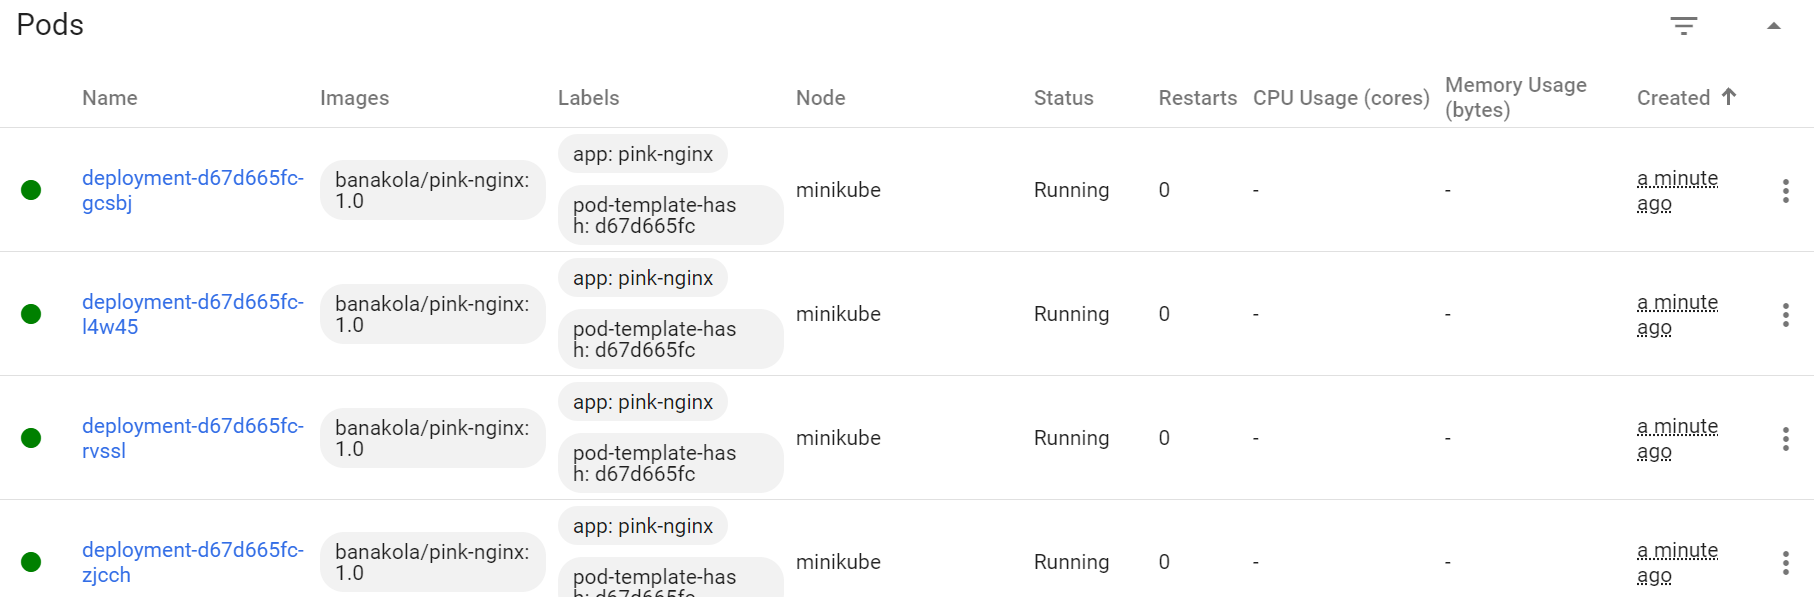 Pods
Name Images Labels Node Status Restarts CPU Usage (cores) Memory Usage (bytes) Created
deployment-d67d665fc-
gcsbj
banakola/pink-nginx:
1.0
app: pink-nginx
pod-template-has
h: d67d665fc
minikube
Running
0
-
-
a minute
ago
deployment-d67d665fc-
l4w45
banakola/pink-nginx:
1.0
app: pink-nginx
pod-template-has
h: d67d665fc
minikube
Running
0
-
-
a minute
ago
deployment-d67d665fc-
rvssl
banakola/pink-nginx:
1.0
app: pink-nginx
pod-template-has
h: d67d665fc
minikube
Running
0
-
-
a minute
ago
deployment-d67d665fc-
zjcch
banakola/pink-nginx:
1.0
app: pink-nginx
pod-template-has
h: d67d665fc
minikube
Running
0
-
-
a minute
ago